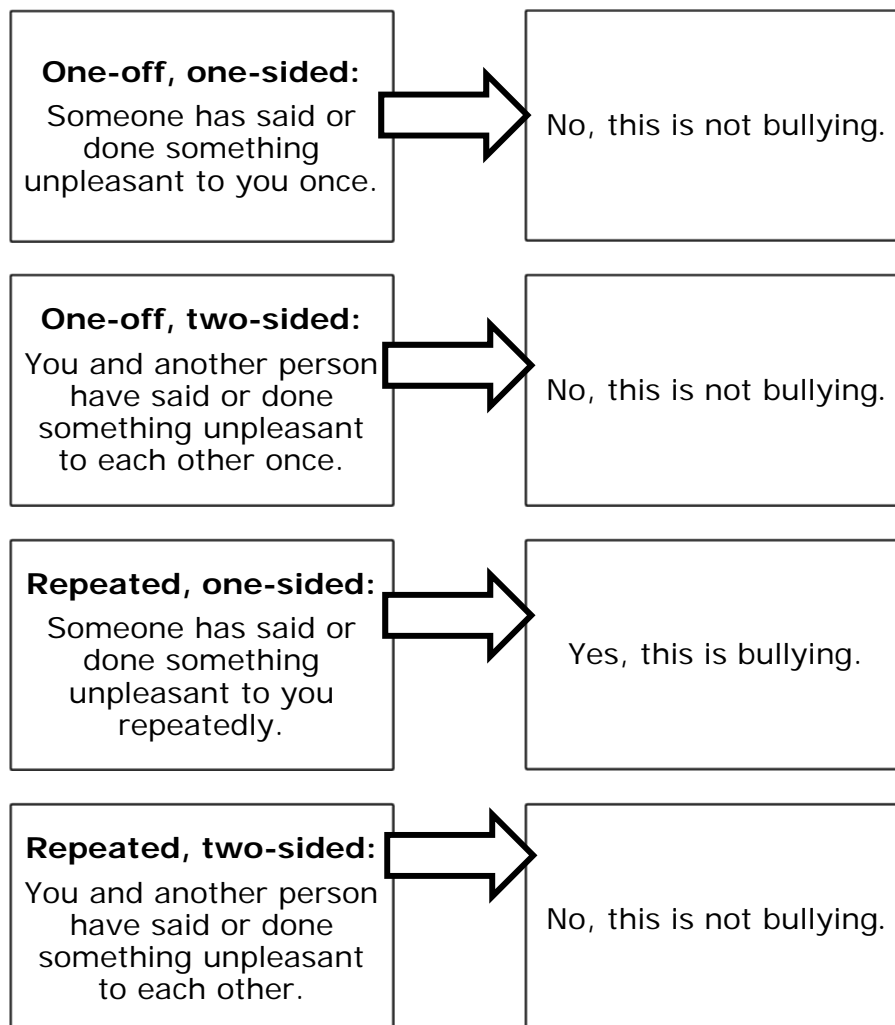 One-off, one-sided:
Someone has said or
done something
unpleasant to you once.
No, this is not bullying.
One-off, two-sided:
You and another person
have said or done
something unpleasant
to each other once.
No, this is not bullying.
Repeated, one-sided:
Someone has said or
done something
unpleasant to you
repeatedly.
Yes, this is bullying.
Repeated, two-sided:
You and another person
have said or done
something unpleasant
to each other.
No, this is not bullying.